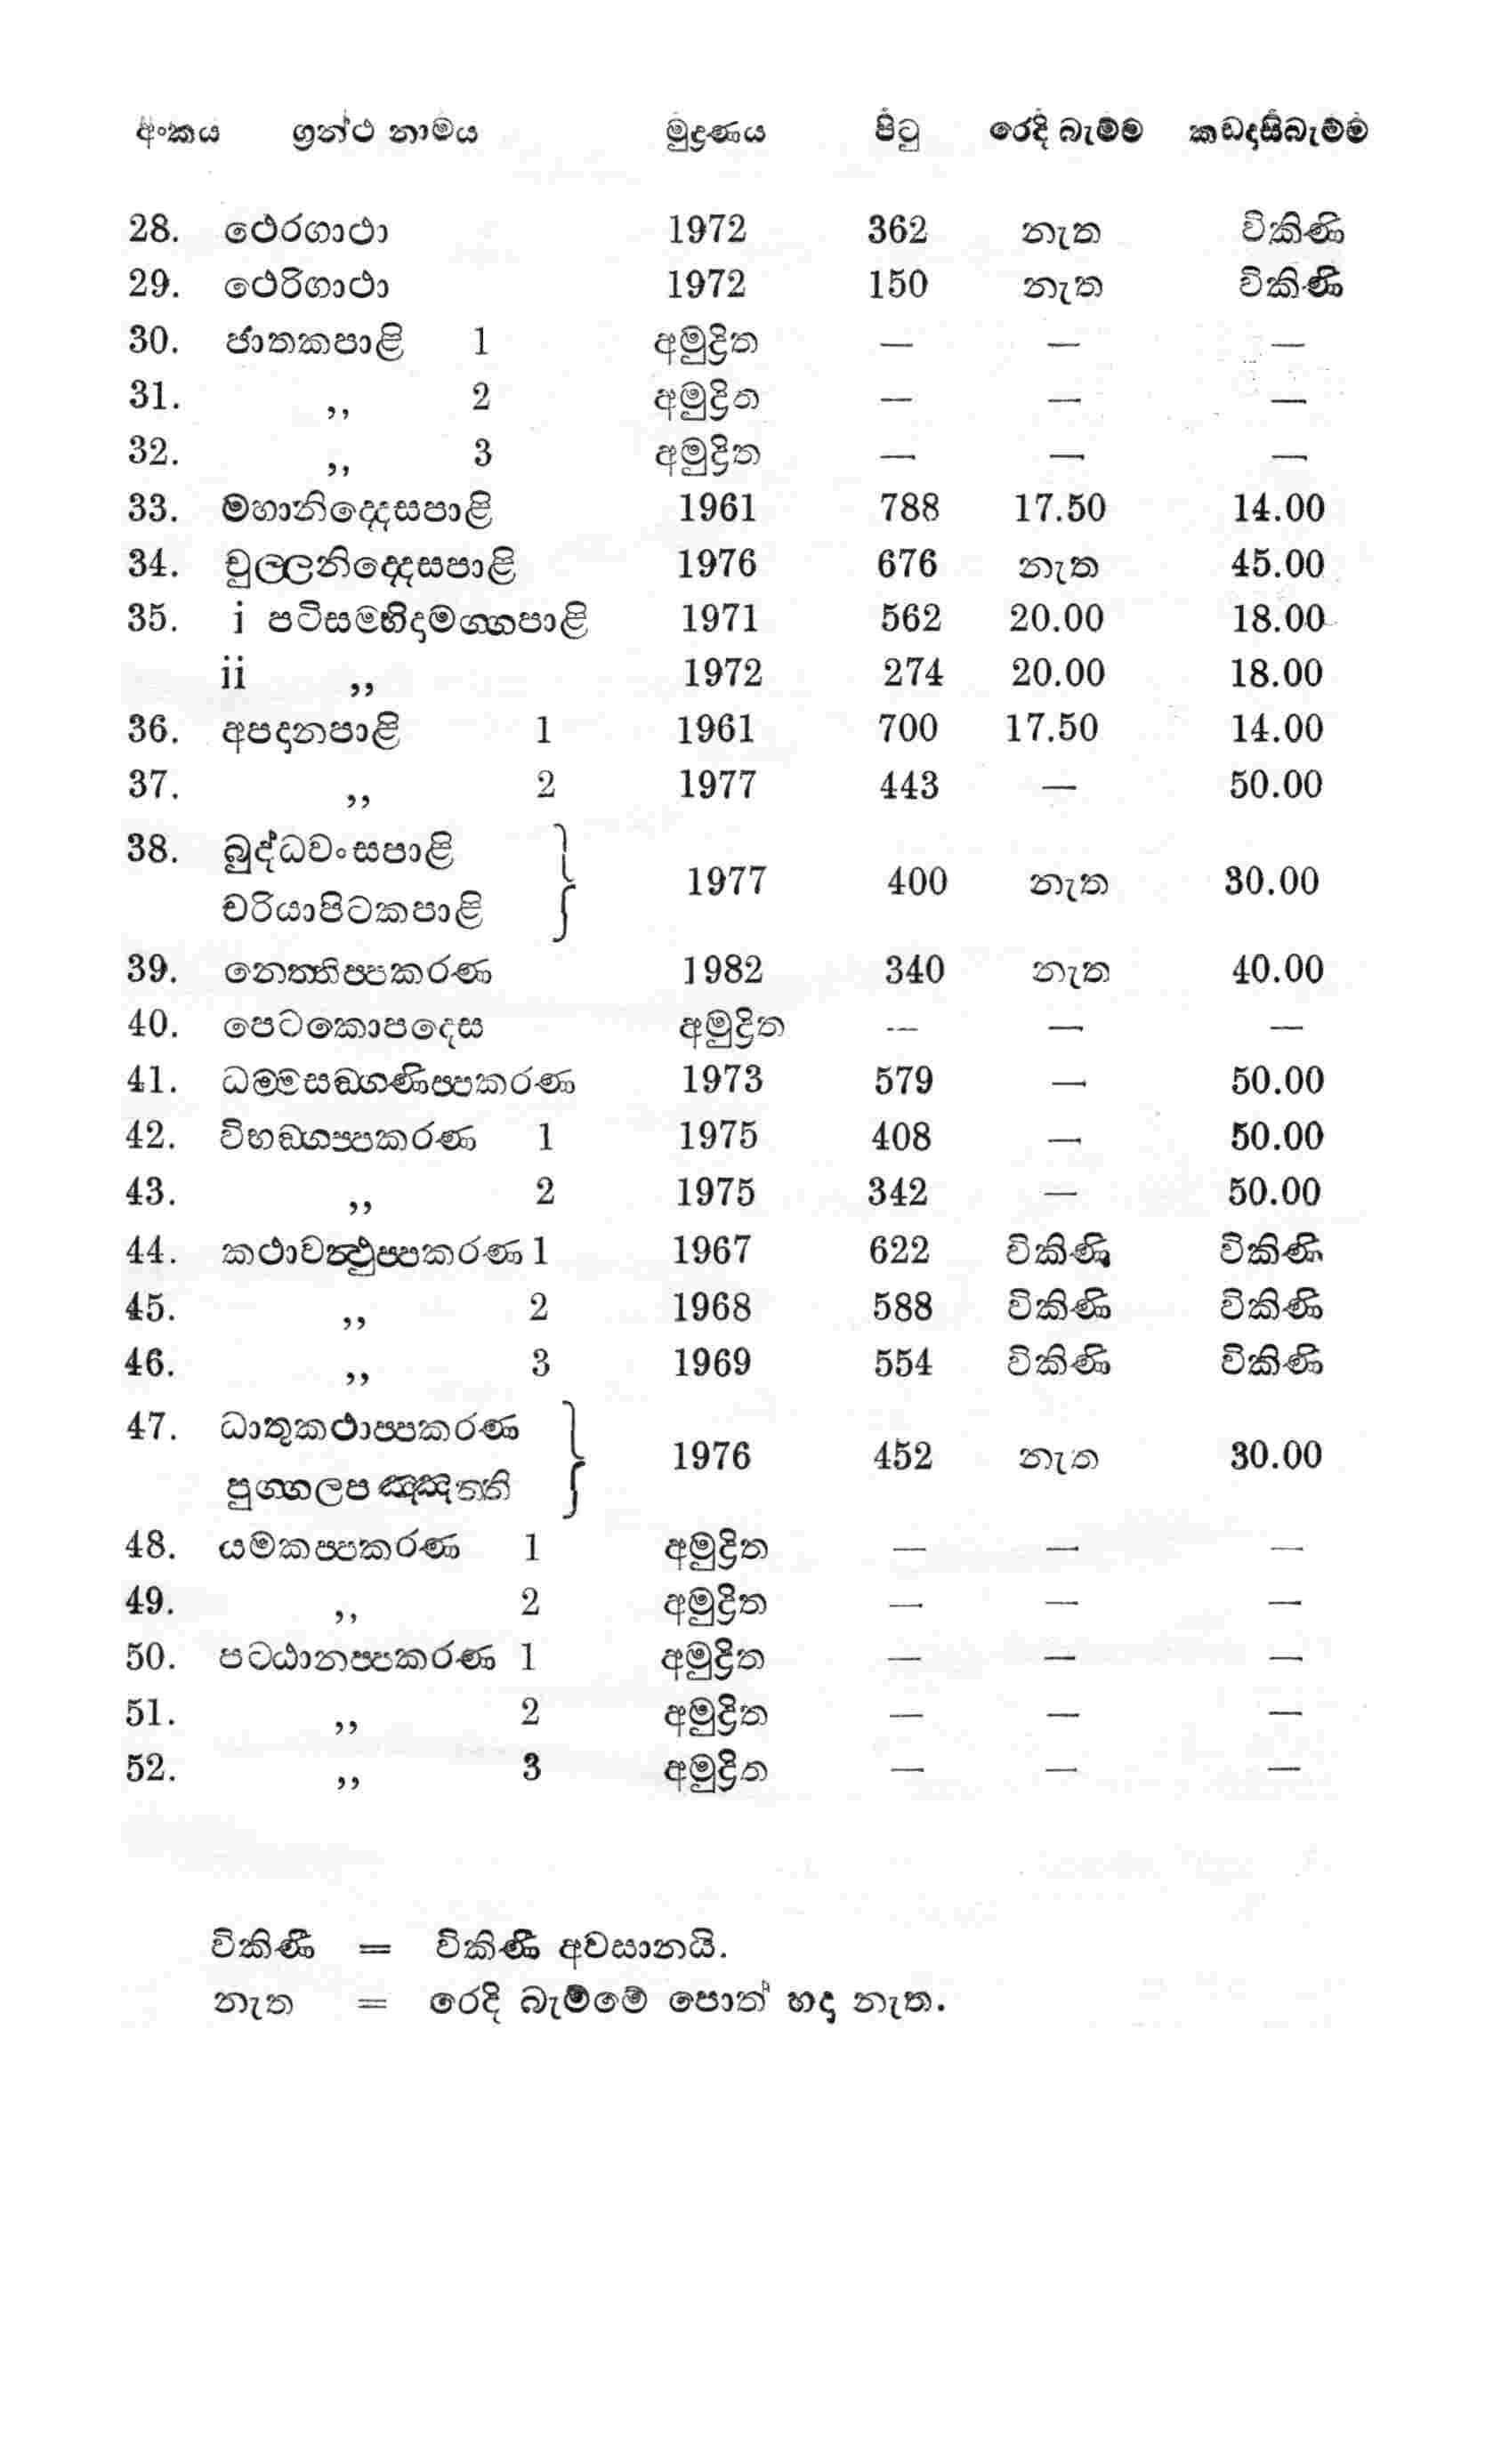 අංකය ග්‍රන්ථ නාමය මුද්‍රණය පිටු රෙදි බැම්ම කඩදාසිබැම්ම
28. ථෙරගාථා 1972 362 නැත විකිණි
29. ථෙරිගාථා 1972 150 නැත විකිණි
30. ජාතකපාළි 1 අමුද්‍රිත — — —
31. ,, 2 අමුද්‍රිත — — —
32. ,, 3 අමුද්‍රිත — — —
33. මහානිද්‍දෙසපාළි 1961 788 17.50 14.00
34. චුල්‍ලනිද්‍දෙසපාළි 1976 676 නැත 45.00
35. i පටිසම්භිදාමග්ගපාළි 1971 562 20.00 18.00
ii ,, 1972 274 20.00 18.00
36. අපදානපාළි 1 1961 700 17.50 14.00
37. ,, 2 1977 443 — 50.00
38. බුද්ධවංසපාළි
චරියාපිටකපාළි } 1977 400 නැත 30.00
39. නෙත්තිප්පකරණ 1982 340 නැත 40.00
40. පෙටකොපදෙස අමුද්‍රිත — — —
41. ධම්මසඞ්ගණිප්පකරණ 1973 579 — 50.00
42. විභඞ්ගප්පකරණ 1 1975 408 — 50.00
43. ,, 2 1975 342 — 50.00
44. කථාවත්ථුප්පකරණ 1 1967 622 විකිණි විකිණි
45. ,, 2 1968 588 විකිණි විකිණි
46. ,, 3 1969 554 විකිණි විකිණි
47. ධාතුකථාප්පකරණ
පුග්ගලපඤ්ඤත්ති } 1976 452 නැත 30.00
48. යමකප්පකරණ 1 අමුද්‍රිත — — —
49. ,, 2 අමුද්‍රිත — — —
50. පට්ඨානප්පකරණ 1 අමුද්‍රිත — — —
51. ,, 2 අමුද්‍රිත — — —
52. ,, 3 අමුද්‍රිත — — —
විකිණී = විකිණී අවසානයි.
නැත = රෙදි බැම්මේ පොත් හදා නැත.